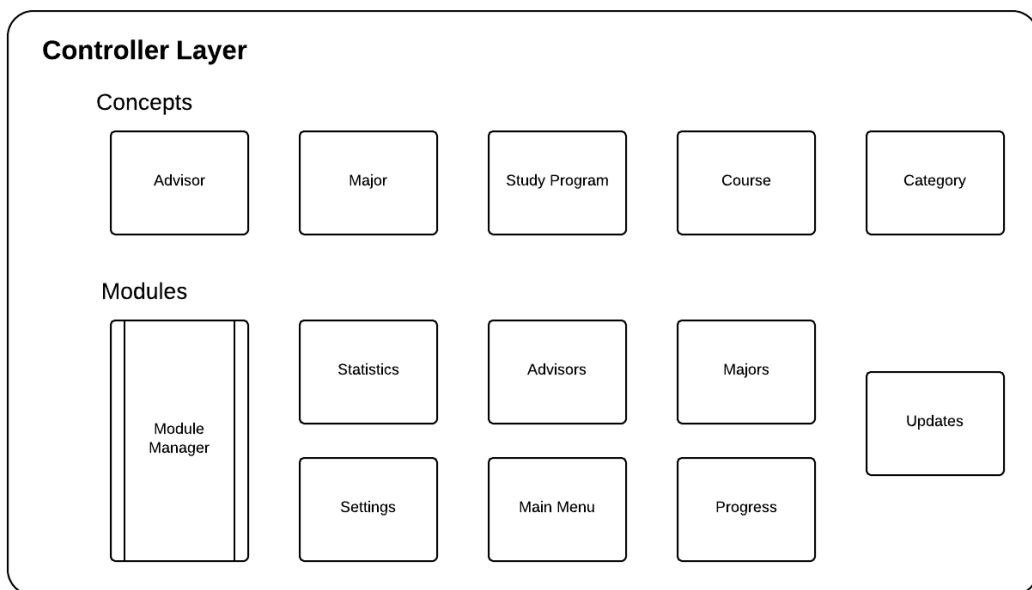 Controller Layer
Concepts
Advisor
Major
Study Program
Course
Category
Modules
Module
Manager
Statistics
Advisors
Majors
Updates
Settings
Main Menu
Progress